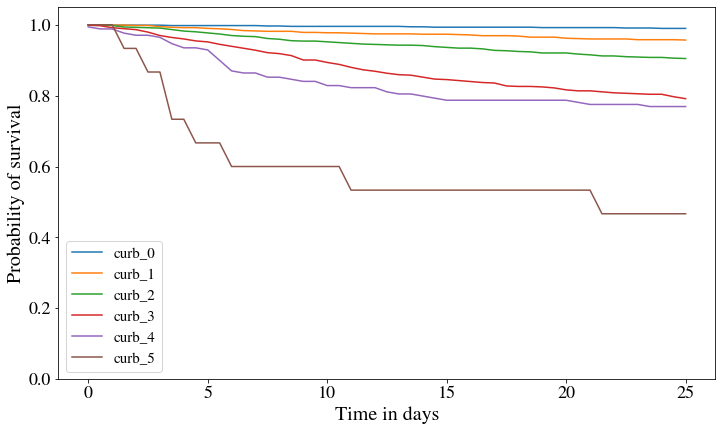 Probability of survival
1.0
0.8
0.6
0.4
0.2
0.0
curb_0
curb_1
curb_2
curb_3
curb_4
curb_5
0 5 10 15 20 25
Time in days